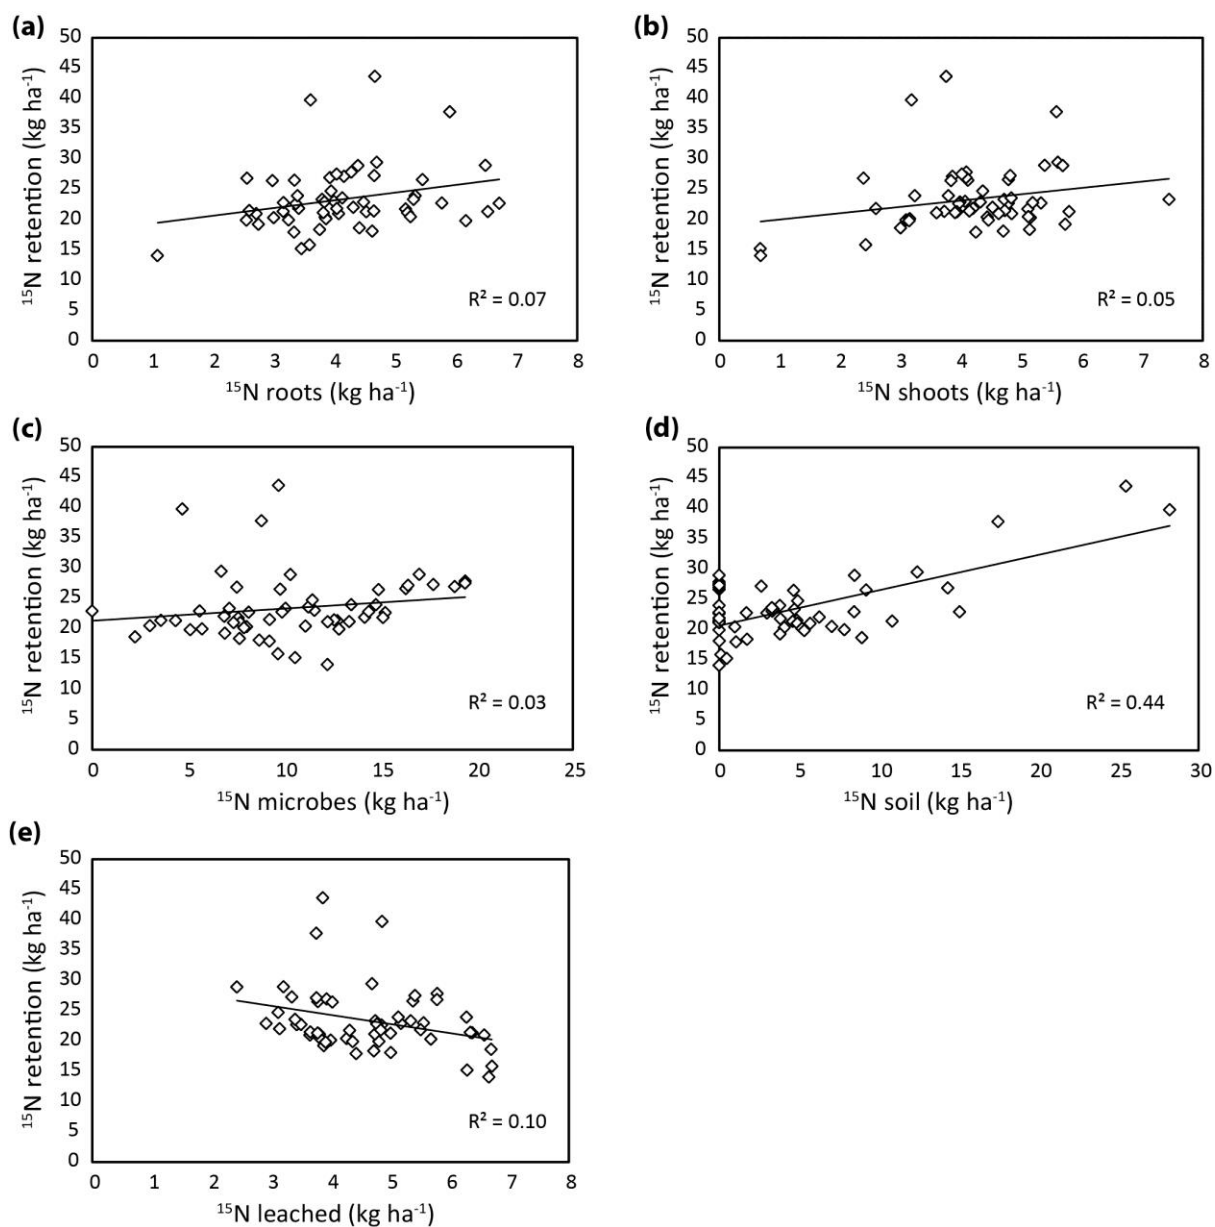 (a)
50
45
40
35
30
25
20
15
10
5
0
¹⁵N retention (kg ha⁻¹)
R² = 0.07
0 1 2 3 4 5 6 7 8
¹⁵N roots (kg ha⁻¹)
(b)
50
45
40
35
30
25
20
15
10
5
0
¹⁵N retention (kg ha⁻¹)
R² = 0.05
0 1 2 3 4 5 6 7 8
¹⁵N shoots (kg ha⁻¹)
(c)
50
45
40
35
30
25
20
15
10
5
0
¹⁵N retention (kg ha⁻¹)
R² = 0.03
0 5 10 15 20 25
¹⁵N microbes (kg ha⁻¹)
(d)
50
45
40
35
30
25
20
15
10
5
0
¹⁵N retention (kg ha⁻¹)
R² = 0.44
0 5 10 15 20 25 30
¹⁵N soil (kg ha⁻¹)
(e)
50
45
40
35
30
25
20
15
10
5
0
¹⁵N retention (kg ha⁻¹)
R² = 0.10
0 1 2 3 4 5 6 7 8
¹⁵N leached (kg ha⁻¹)